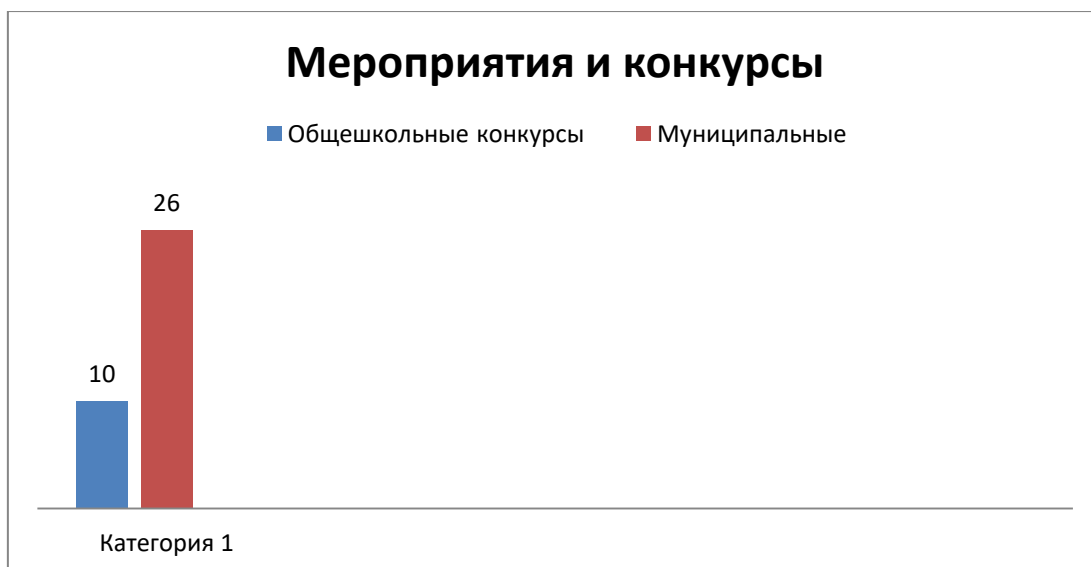 Мероприятия и конкурсы
Общешкольные конкурсы Муниципальные
26
10
Категория 1